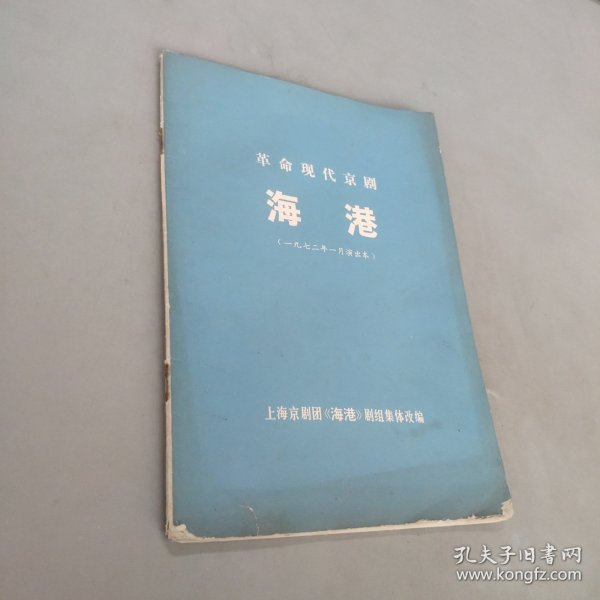 革命现代京剧
海港
（一九七二年一月演出本）
上海京剧团《海港》剧组集体改编
孔夫子旧书网
www.kongfz.com